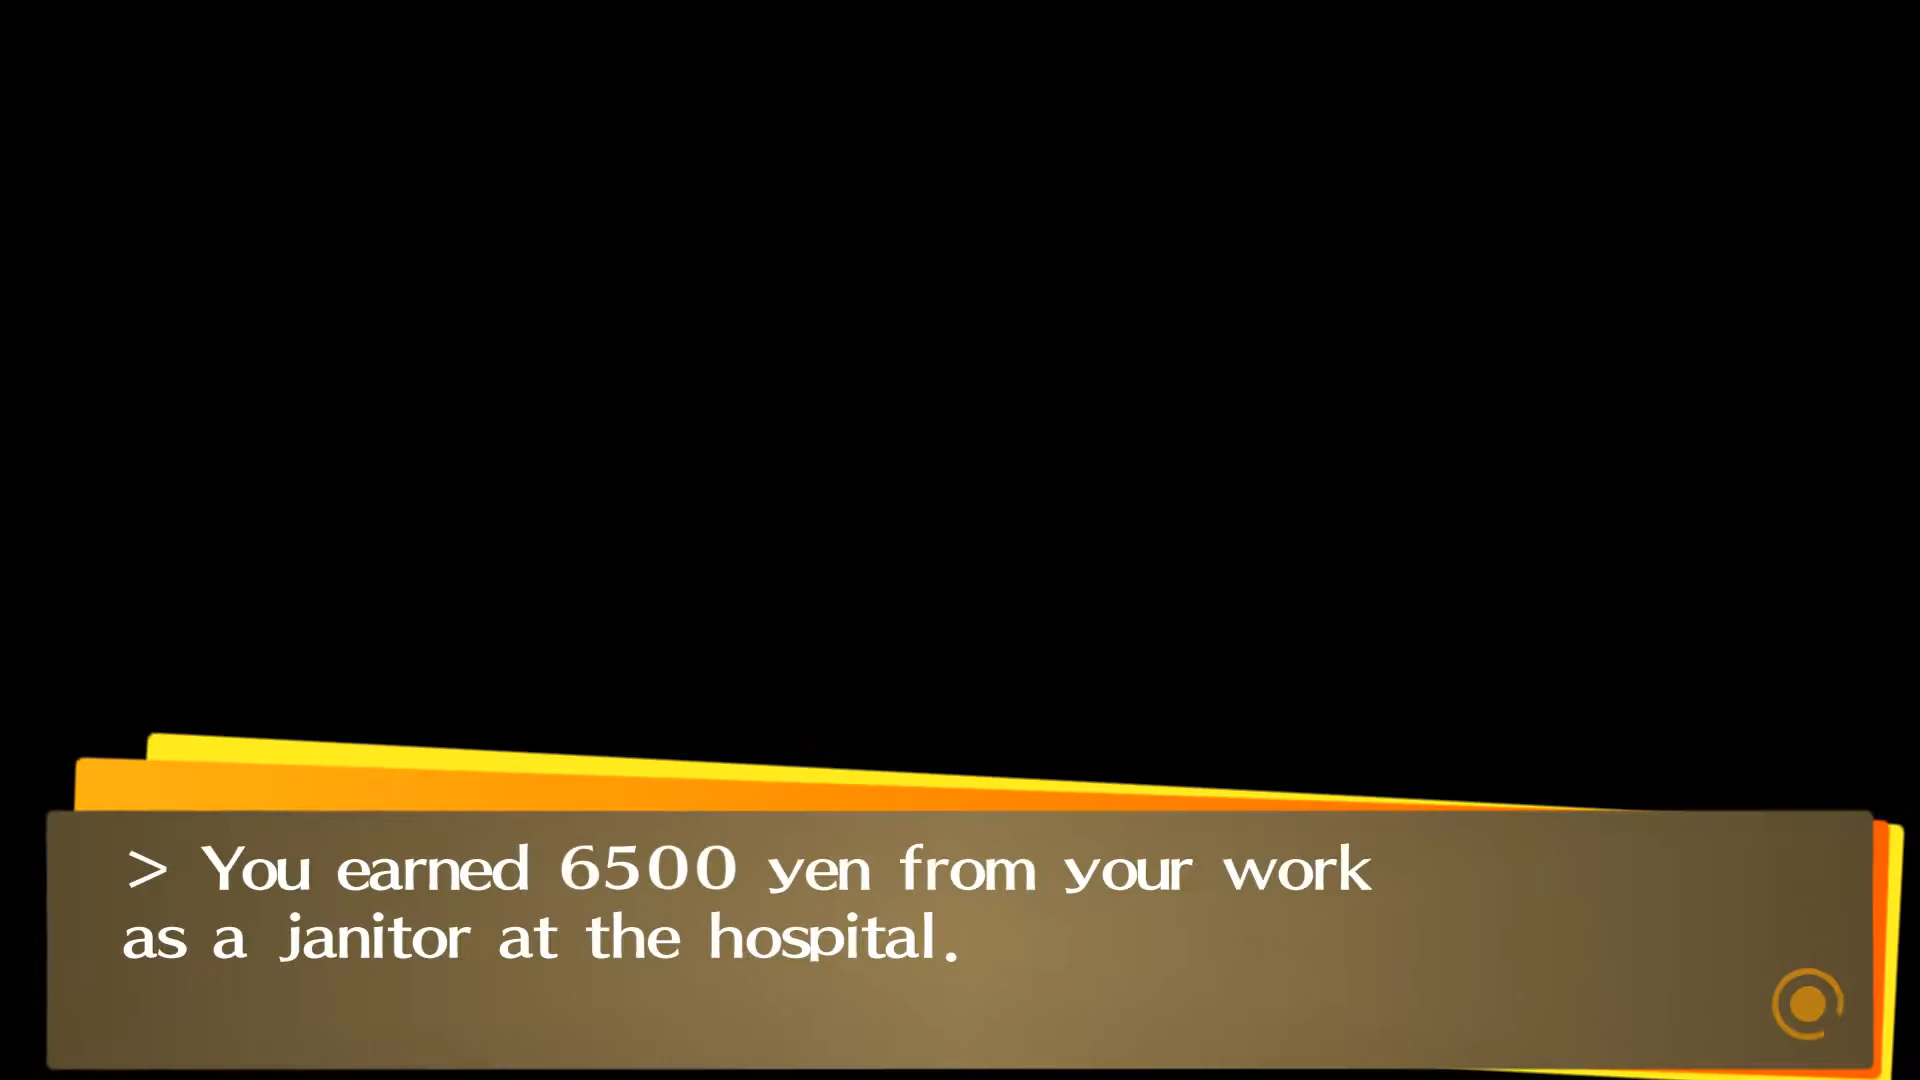 > You earned 6500 yen from your work
as a janitor at the hospital.